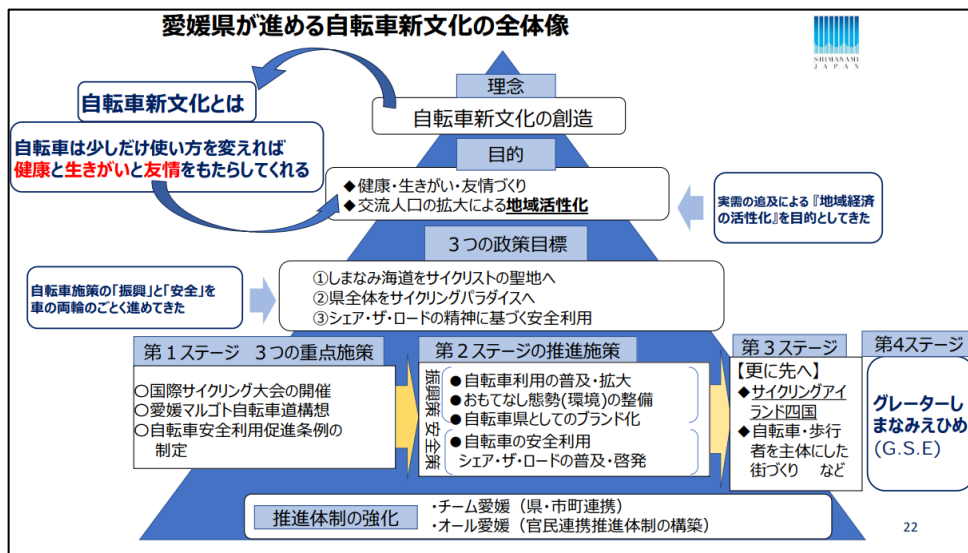 愛媛県が進める自転車新文化の全体像
SHIMANAMI
JAPAN
理念
自転車新文化の創造
自転車新文化とは
自転車は少しだけ使い方を変えれば
健康と生きがいと友情をもたらしてくれる
目的
◆健康・生きがい・友情づくり
◆交流人口の拡大による地域活性化
実需の追及による『地域経済
の活性化』を目的としてきた
3つの政策目標
①しまなみ海道をサイクリストの聖地へ
②県全体をサイクリングパラダイスへ
③シェア・ザ・ロードの精神に基づく安全利用
自転車施策の「振興」と「安全」を
車の両輪のごとく進めてきた
第1ステージ 3つの重点施策
○国際サイクリング大会の開催
○愛媛マルゴト自転車道構想
○自転車安全利用促進条例の
制定
第2ステージの推進施策
振興策
●自転車利用の普及・拡大
●おもてなし態勢(環境)の整備
●自転車県としてのブランド化
安全策
●自転車の安全利用
シェア・ザ・ロードの普及・啓発
第3ステージ
【更に先へ】
◆サイクリングアイ
ランド四国
◆自転車・歩行
者を主体にした
街づくり など
第4ステージ
グレーターし
まなみえひめ
(G.S.E)
推進体制の強化
・チーム愛媛(県・市町連携)
・オール愛媛(官民連携推進体制の構築)
22